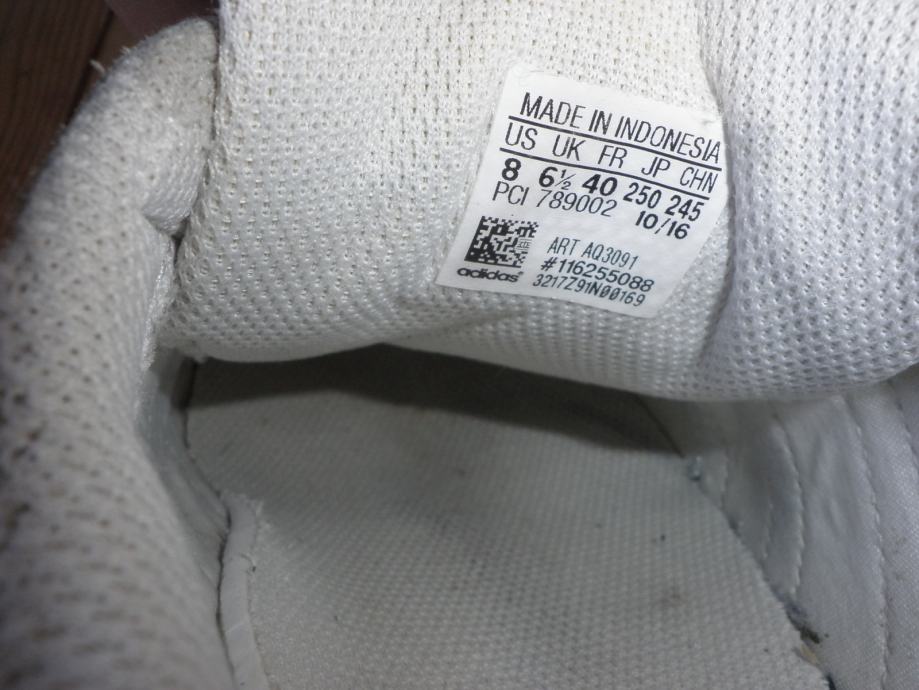 MADE IN INDONESIA
US UK FR JP CHN
8 6½ 40 250 245
PCI 789002 10/16
ART AQ3091
#116255088
adidas 3217Z91N00169